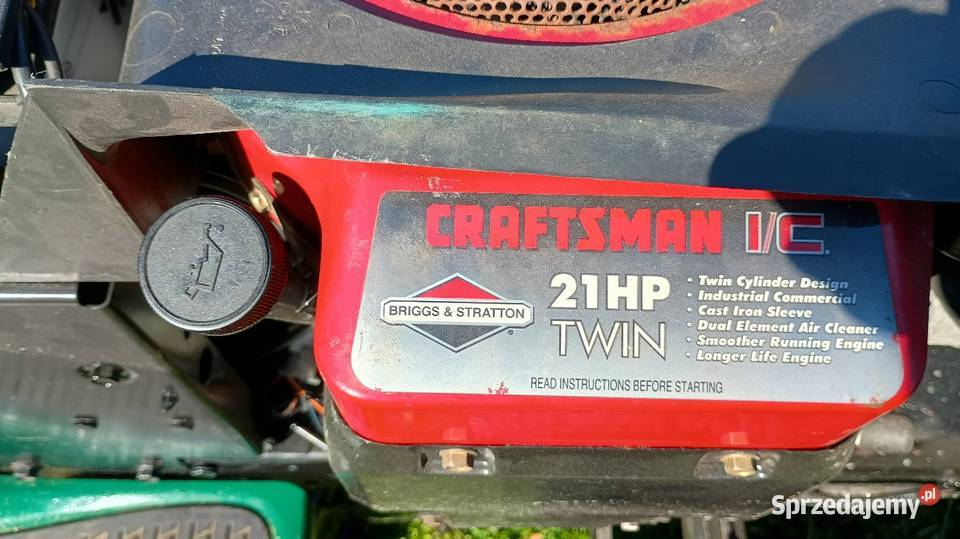 CRAFTSMAN I/C®
BRIGGS & STRATTON®
21HP
TWIN
· Twin Cylinder Design
· Industrial Commercial
· Cast Iron Sleeve
· Dual Element Air Cleaner
· Smoother Running Engine
· Longer Life Engine
READ INSTRUCTIONS BEFORE STARTING
Sprzedajemy.pl